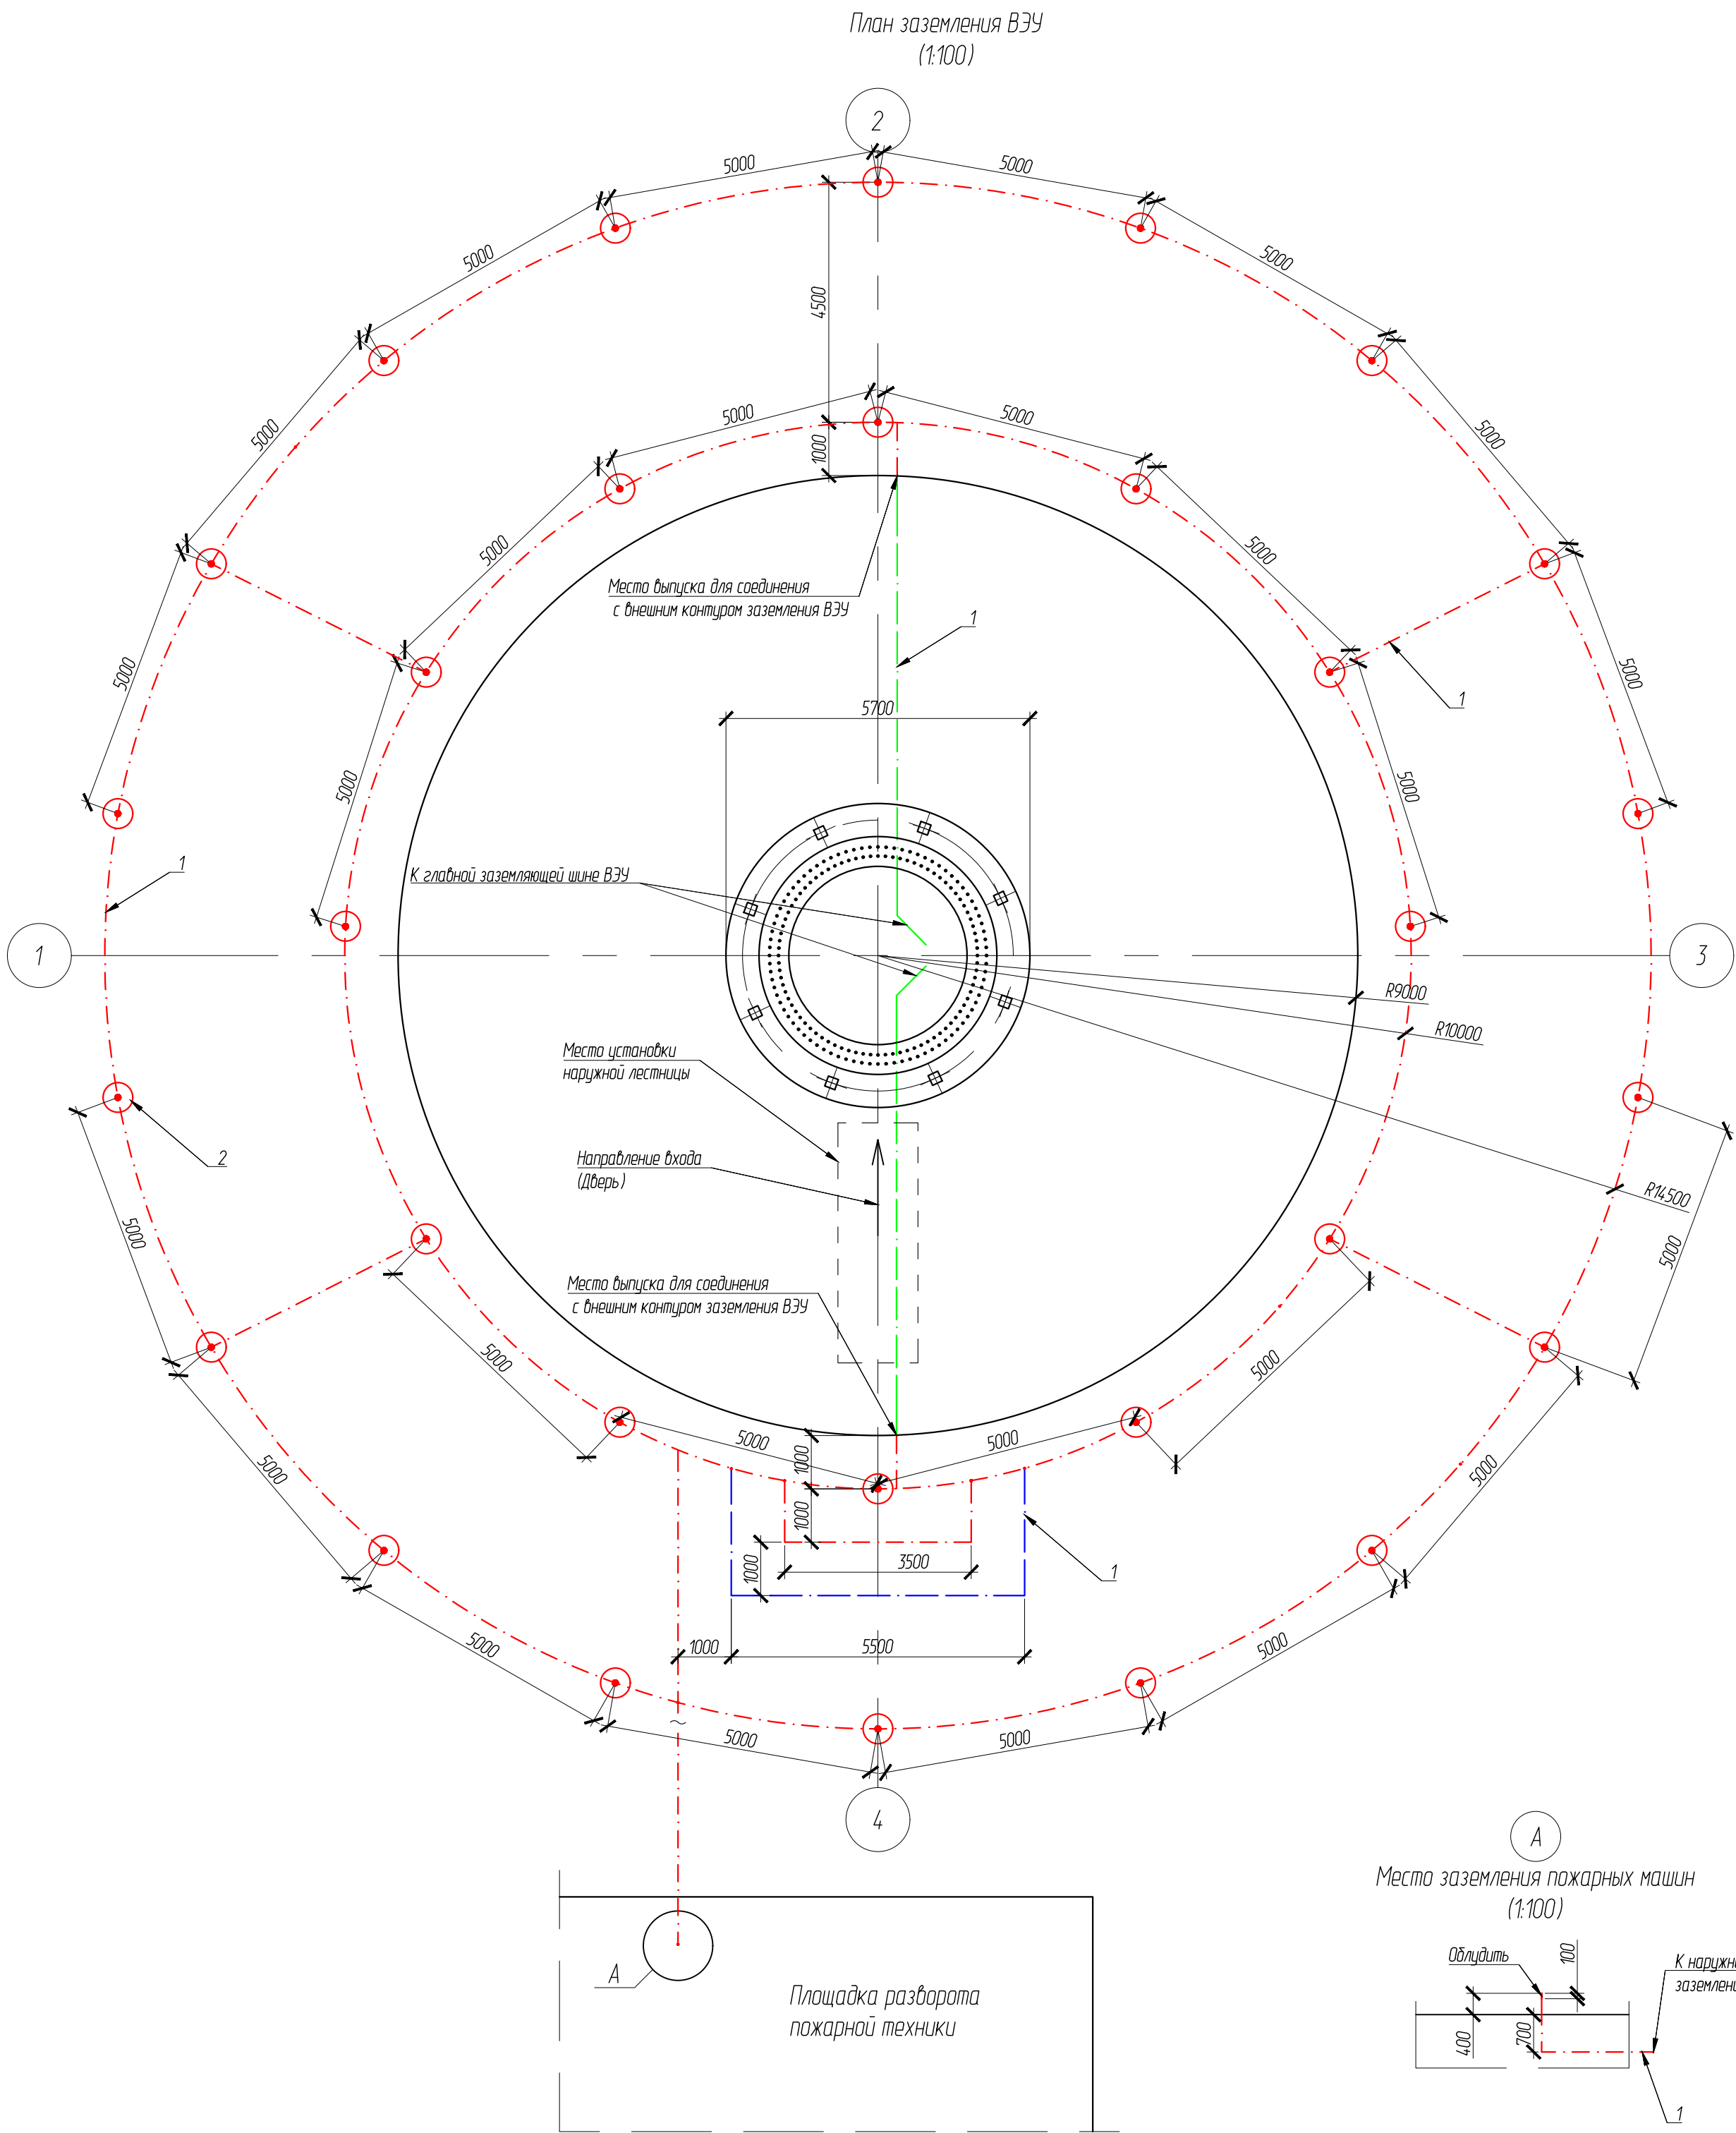 План заземления ВЭУ
(1:100)
2
5000
5000
5000
5000
4500
5000
5000
5000
5000
1000
5000
5000
Место выпуска для соединения
с внешним контуром заземления ВЭУ
1
5000
5000
1
5700
5000
5000
1
К главной заземляющей шине ВЭУ
1
3
R9000
R10000
Место установки
наружной лестницы
Направление входа
(Дверь)
2
R14500
5000
5000
Место выпуска для соединения
с внешним контуром заземления ВЭУ
5000
5000
5000
5000
1000
5000
5000
1000
1000
3500
1
1000
5500
5000
5000
5000
5000
4
А
Место заземления пожарных машин
(1:100)
Облудить
100
К
заземлени
400
700
1
А
Площадка разворота
пожарной техники